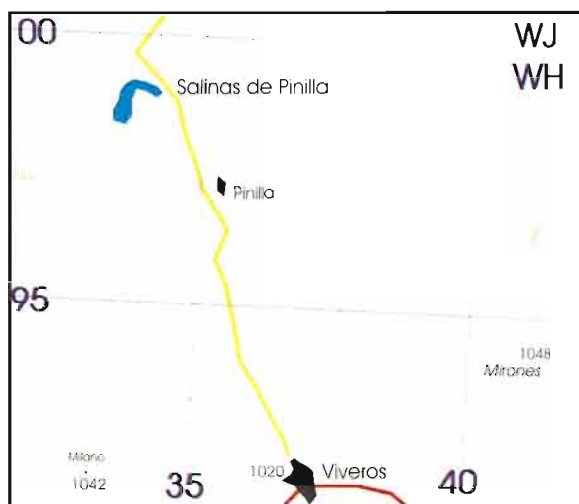 00
WJ
WH
Salinas de Pinilla
Pinilla
95
1048
Mirones
Milano
1042
35
1020
Viveros
40